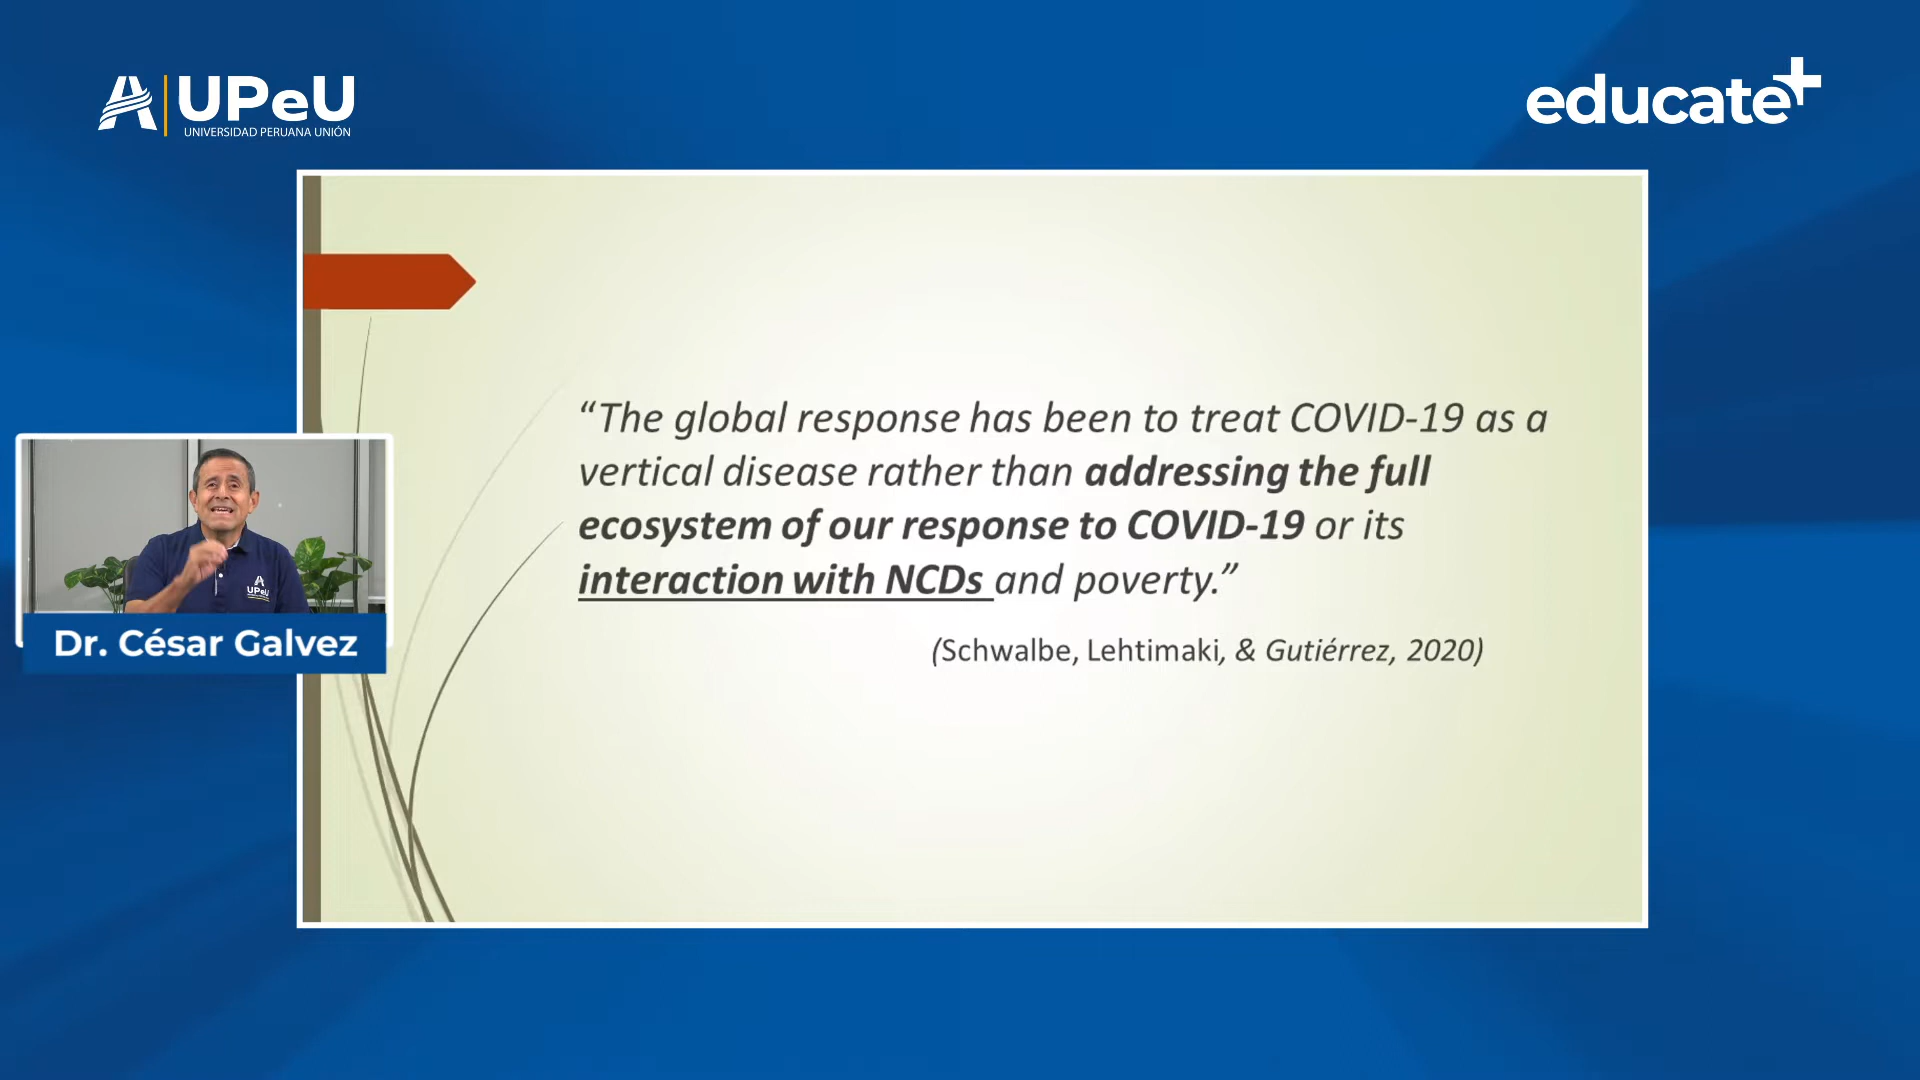 UPeU
UNIVERSIDAD PERUANA UNIÓN
educate+
“The global response has been to treat COVID-19 as a
vertical disease rather than addressing the full
ecosystem of our response to COVID-19 or its
interaction with NCDs and poverty.”
(Schwalbe, Lehtimaki, & Gutiérrez, 2020)
UPeU
Dr. César Galvez